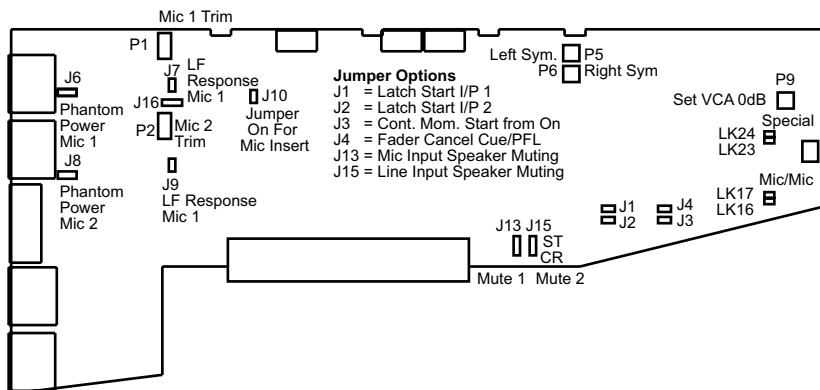 Mic 1 Trim
P1
J6
Phantom
Power
Mic 1
J7
LF
Response
Mic 1
J16
P2
Mic 2
Trim
J10
Jumper
On For
Mic Insert
J8
Phantom
Power
Mic 2
J9
LF Response
Mic 1
Jumper Options
J1 = Latch Start I/P 1
J2 = Latch Start I/P 2
J3 = Cont. Mom. Start from On
J4 = Fader Cancel Cue/PFL
J13 = Mic Input Speaker Muting
J15 = Line Input Speaker Muting
Left Sym.
P5
P6
Right Sym
P9
Set VCA 0dB
Special
LK24
LK23
Mic/Mic
LK17
LK16
J1
J2
J4
J3
J13
J15
ST
CR
Mute 1
Mute 2